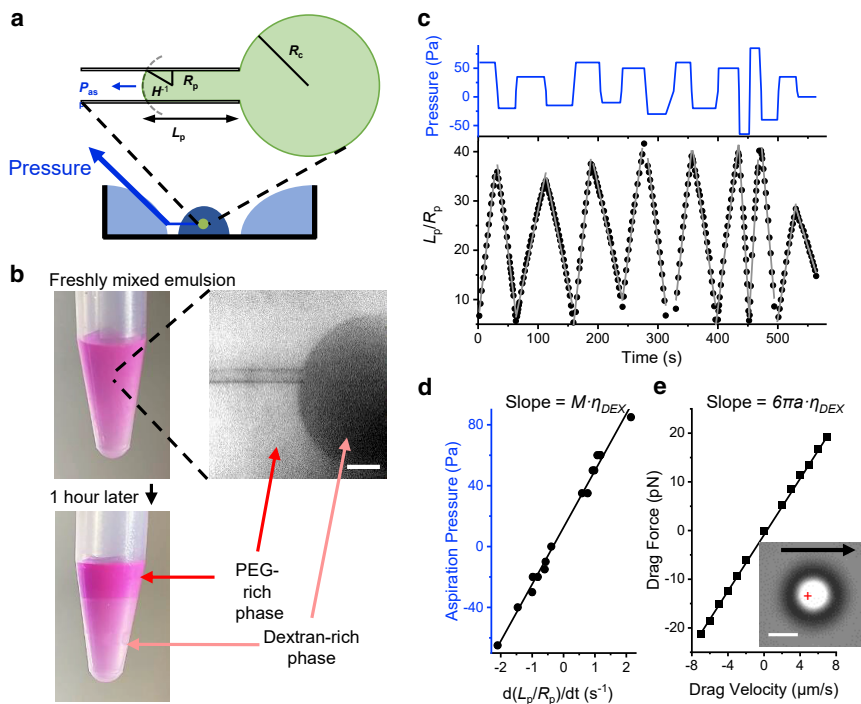 a
R_c
P_as
p
H⁻¹
R_p
L_p
Pressure
b
Freshly mixed emulsion
1 hour later
PEG-
rich
phase
Dextran-rich
phase
c
Pressure (Pa)
50
0
-50
L_p/R_p
40
30
20
10
0 100 200 300 400 500
Time (s)
d
Slope = M·η_DEX
Aspiration Pressure (Pa)
80
40
0
-40
-2 -1 0 1 2
d(L_p/R_p)/dt (s⁻¹)
e
Slope = 6πa·η_DEX
Drag Force (pN)
20
10
0
-10
-20
-8 -4 0 4 8
Drag Velocity (µm/s)